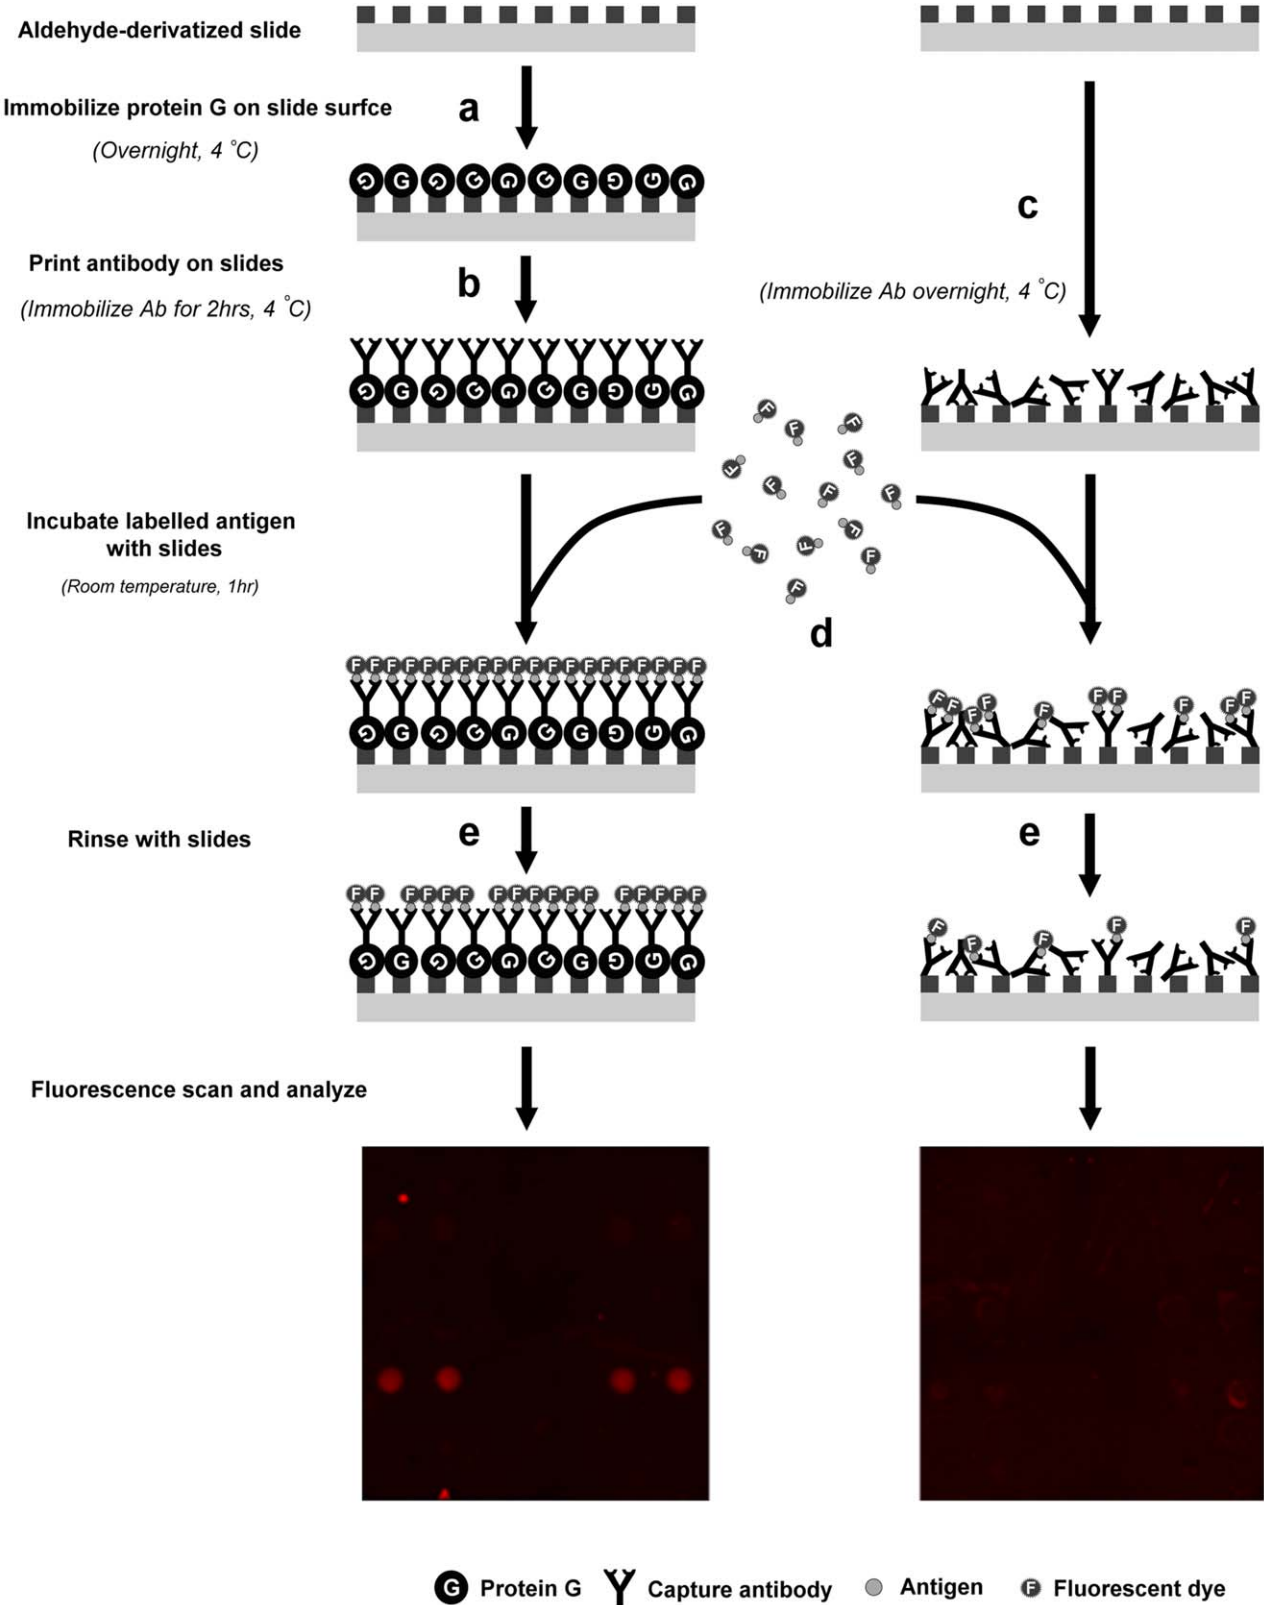 Aldehyde-derivatized slide
Immobilize protein G on slide surfce
a
(Overnight, 4 °C)
G G G G G G G G G G
c
Print antibody on slides
b
(Immobilize Ab for 2hrs, 4 °C)
(Immobilize Ab overnight, 4 °C)
G G G G G G G G G G
F F F F F F F F F F F F F F
Incubate labelled antigen
with slides
(Room temperature, 1hr)
d
F F F F F F F F F F F F F F F F F F F F
F F F F F F F F F F
G G G G G G G G G G
Rinse with slides
e
e
F F F F F F F F F F F F F F F F F
F F F F F
G G G G G G G G G G
Fluorescence scan and analyze
G Protein G
Capture antibody
Antigen
F Fluorescent dye